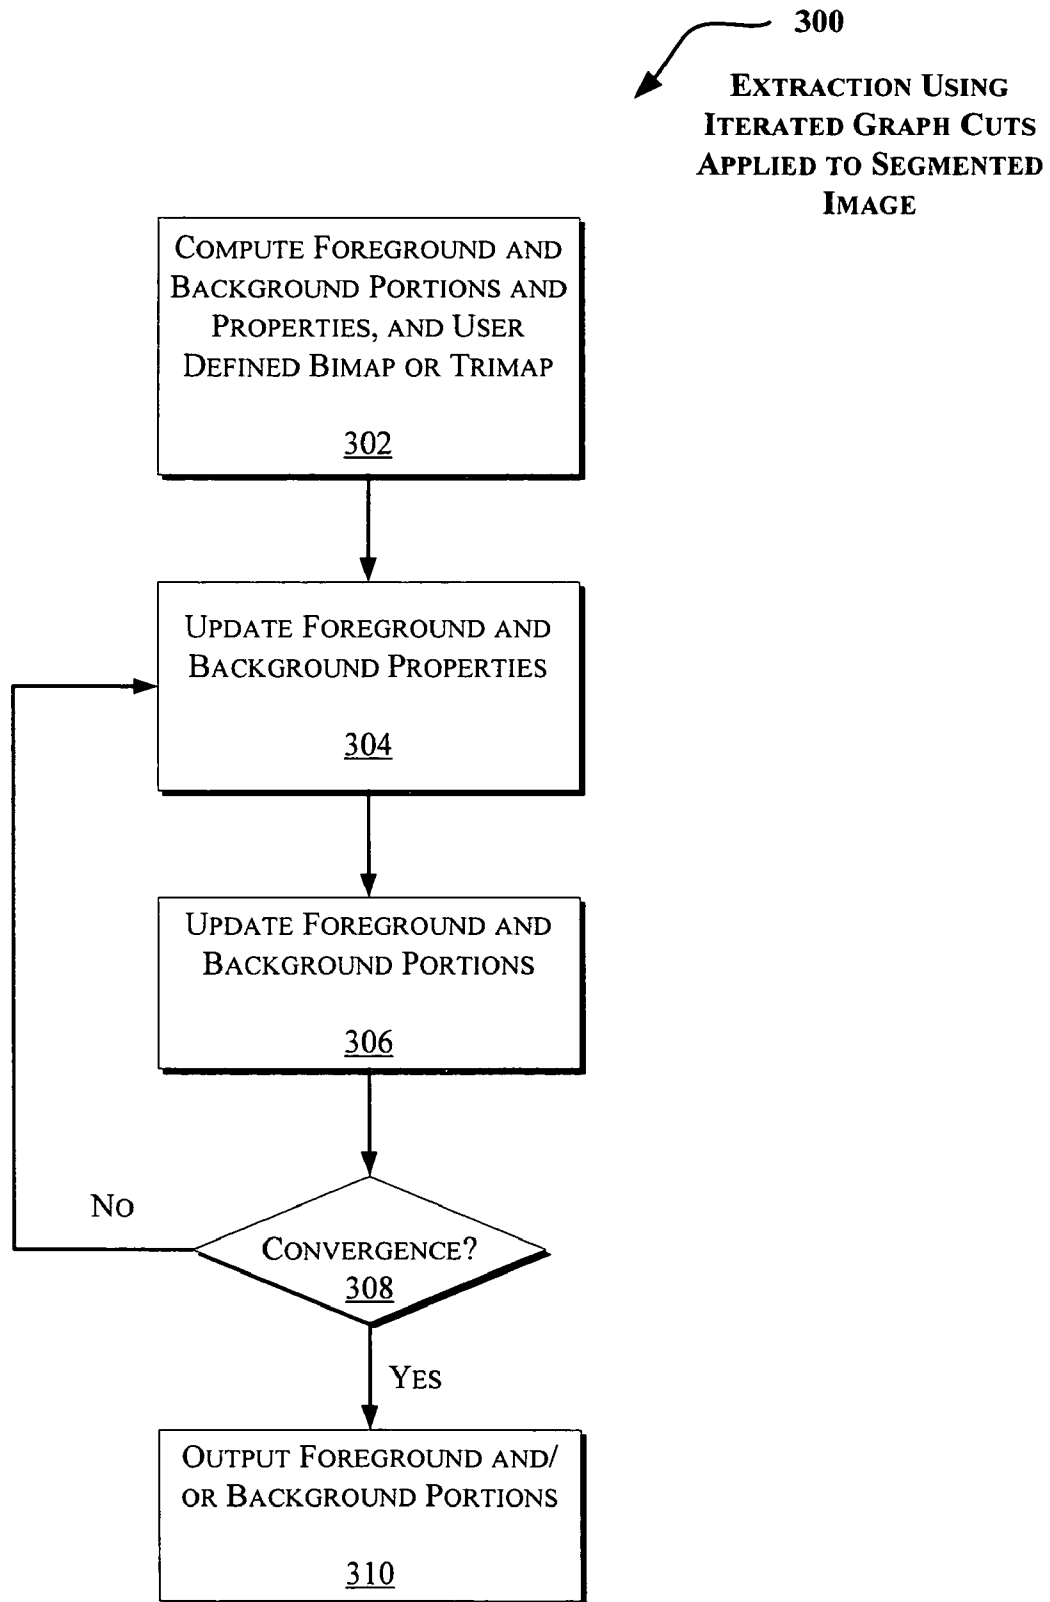 300
EXTRACTION USING
ITERATED GRAPH CUTS
APPLIED TO SEGMENTED
IMAGE
COMPUTE FOREGROUND AND
BACKGROUND PORTIONS AND
PROPERTIES, AND USER
DEFINED BIMAP OR TRIMAP
302
UPDATE FOREGROUND AND
BACKGROUND PROPERTIES
304
UPDATE FOREGROUND AND
BACKGROUND PORTIONS
306
NO
CONVERGENCE?
308
YES
OUTPUT FOREGROUND AND/
OR BACKGROUND PORTIONS
310